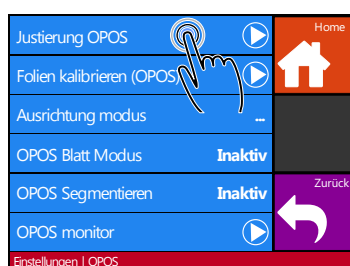 Justierung OPOS
Home
Folien kalibrieren (OPOS)
Ausrichtung modus ...
OPOS Blatt Modus Inaktiv
OPOS Segmentieren Inaktiv
Zurück
OPOS monitor
Einstellungen | OPOS